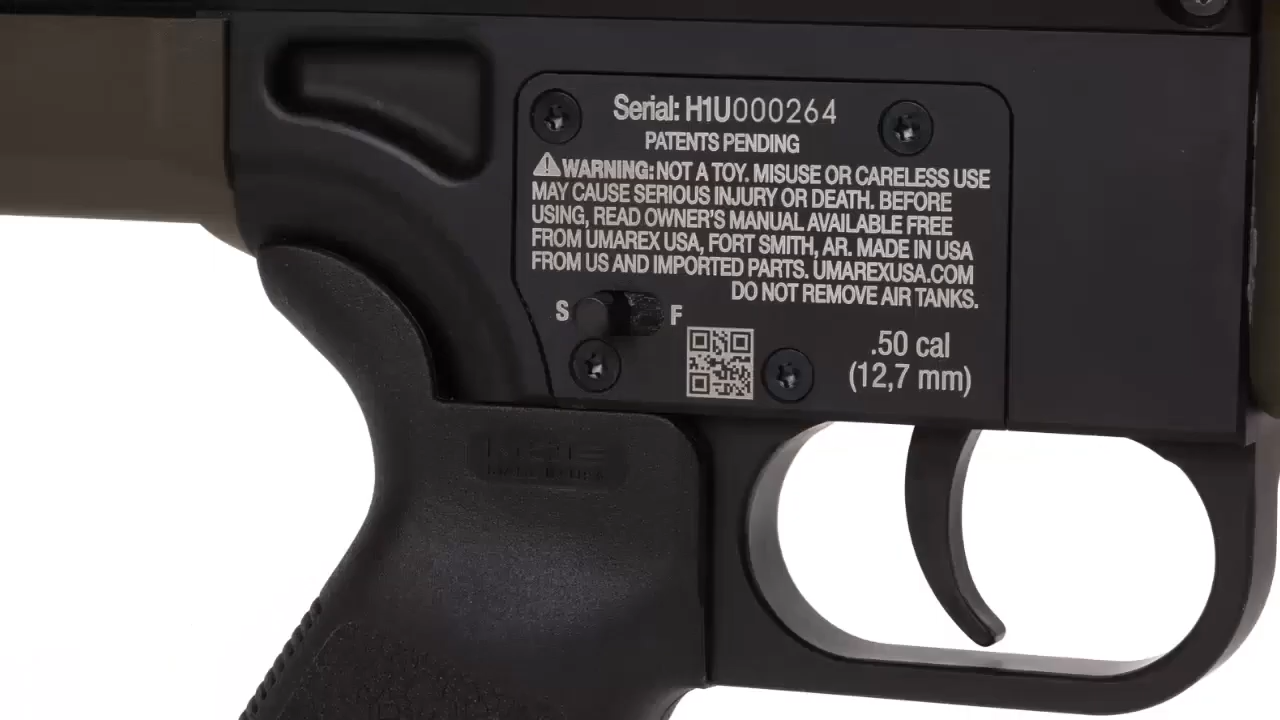 Serial: H1U000264
PATENTS PENDING
WARNING: NOT A TOY. MISUSE OR CARELESS USE
MAY CAUSE SERIOUS INJURY OR DEATH. BEFORE
USING, READ OWNER'S MANUAL AVAILABLE FREE
FROM UMAREX USA, FORT SMITH, AR. MADE IN USA
FROM US AND IMPORTED PARTS. UMAREXUSA.COM
DO NOT REMOVE AIR TANKS.
S F
.50 cal
(12,7 mm)